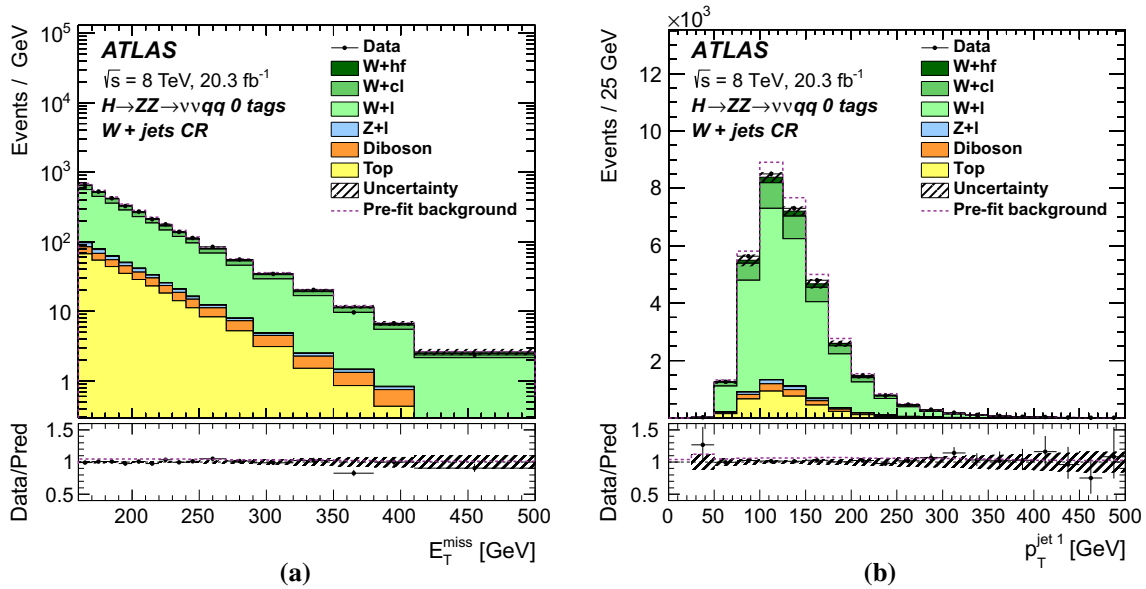 Events / GeV
10⁵
10⁴
10³
10²
10
1
ATLAS
√s = 8 TeV, 20.3 fb⁻¹
H→ZZ→ννqq 0 tags
W + jets CR
Data
W+hf
W+cl
W+l
Z+l
Diboson
Top
Uncertainty
Pre-fit background
Data/Pred
1.5
1
0.5
200 250 300 350 400 450 500
E_T^miss [GeV]
(a)
×10³
Events / 25 GeV
12
10
8
6
4
2
ATLAS
√s = 8 TeV, 20.3 fb⁻¹
H→ZZ→ννqq 0 tags
W + jets CR
Data
W+hf
W+cl
W+l
Z+l
Diboson
Top
Uncertainty
Pre-fit background
Data/Pred
1.5
1
0.5
0 50 100 150 200 250 300 350 400 450 500
p_T^jet 1 [GeV]
(b)